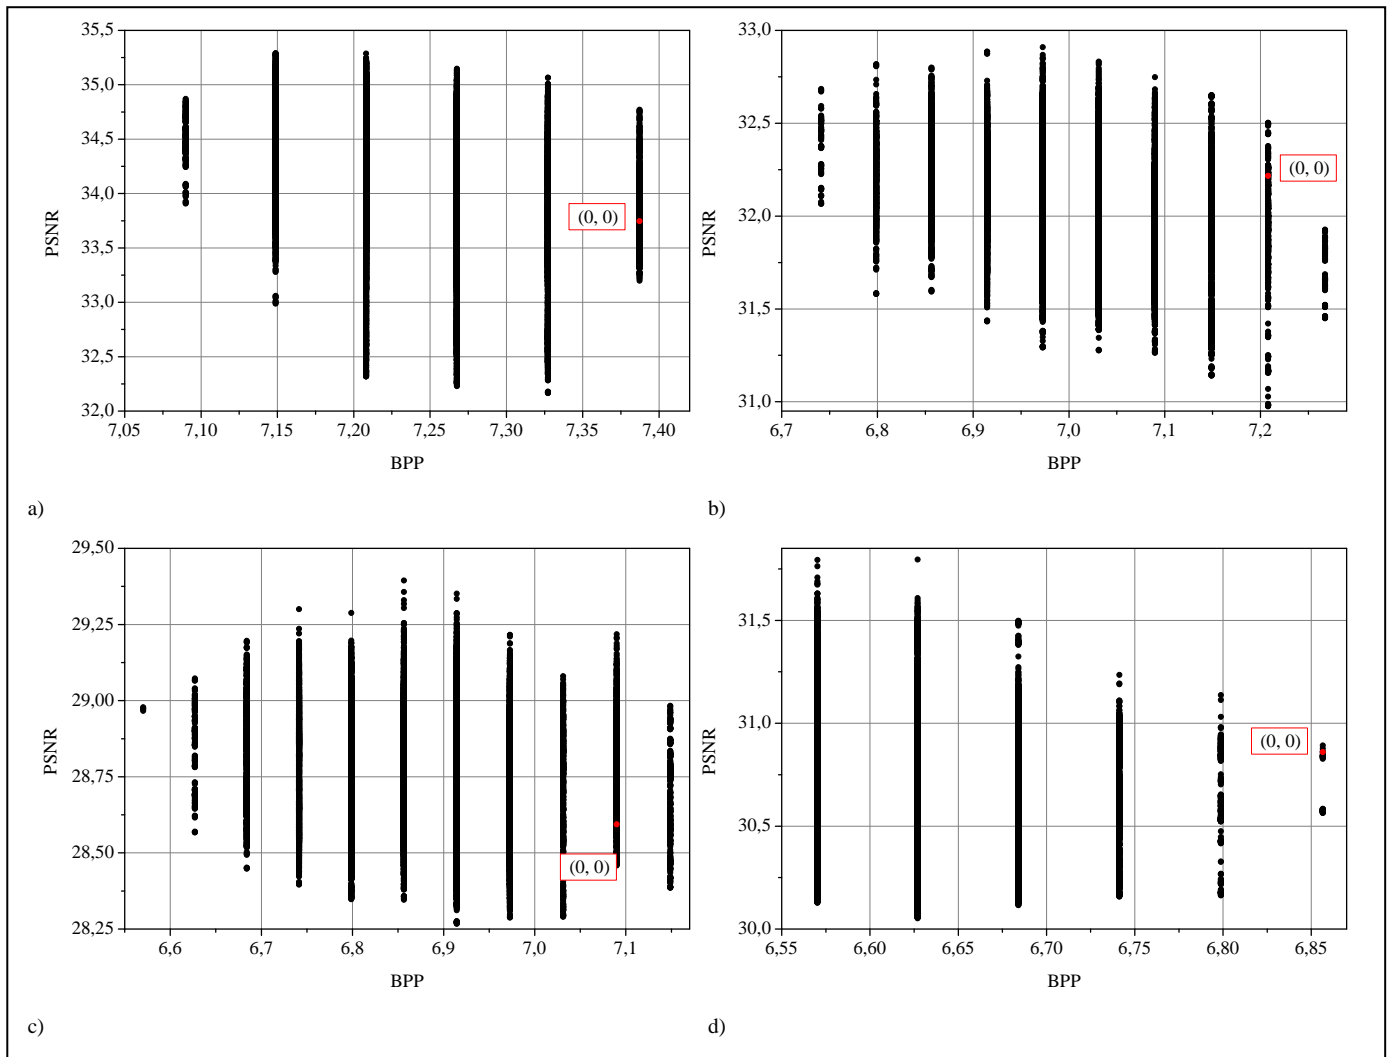 35,5
35,0
34,5
34,0
33,5
33,0
32,5
32,0
PSNR
(0, 0)
7,05 7,10 7,15 7,20 7,25 7,30 7,35 7,40
BPP
a)
33,0
32,5
32,0
31,5
31,0
PSNR
(0, 0)
6,7 6,8 6,9 7,0 7,1 7,2
BPP
b)
29,50
29,25
29,00
28,75
28,50
28,25
PSNR
(0, 0)
6,6 6,7 6,8 6,9 7,0 7,1
BPP
c)
31,5
31,0
30,5
30,0
PSNR
(0, 0)
6,55 6,60 6,65 6,70 6,75 6,80 6,85
BPP
d)